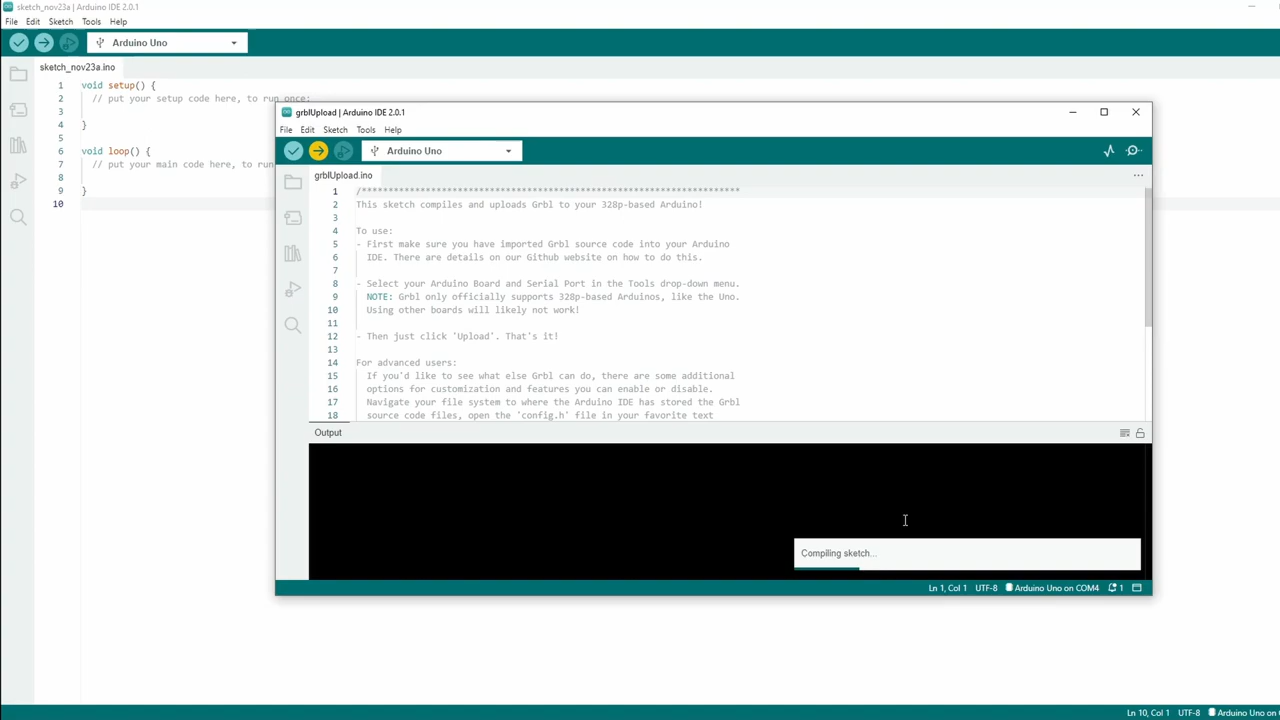 sketch_nov23a | Arduino IDE 2.0.1
File Edit Sketch Tools Help
Arduino Uno
sketch_nov23a.ino
1 void setup() {
2 // put your setup code here, to run once:
3
4 }
5
6 void loop() {
7 // put your main code here, to run
8
9 }
10
grblUpload | Arduino IDE 2.0.1
File Edit Sketch Tools Help
Arduino Uno
grblUpload.ino
1 /***********************************************************************
2 This sketch compiles and uploads Grbl to your 328p-based Arduino!
3
4 To use:
5 - First make sure you have imported Grbl source code into your Arduino
6 IDE. There are details on our Github website on how to do this.
7
8 - Select your Arduino Board and Serial Port in the Tools drop-down menu.
9 NOTE: Grbl only officially supports 328p-based Arduinos, like the Uno.
10 Using other boards will likely not work!
11
12 - Then just click 'Upload'. That's it!
13
14 For advanced users:
15 If you'd like to see what else Grbl can do, there are some additional
16 options for customization and features you can enable or disable.
17 Navigate your file system to where the Arduino IDE has stored the Grbl
18 source code files, open the 'config.h' file in your favorite text
Output
Compiling sketch...
Ln 1, Col 1 UTF-8 Arduino Uno on COM4 1
Ln 10, Col 1 UTF-8 Arduino Uno on